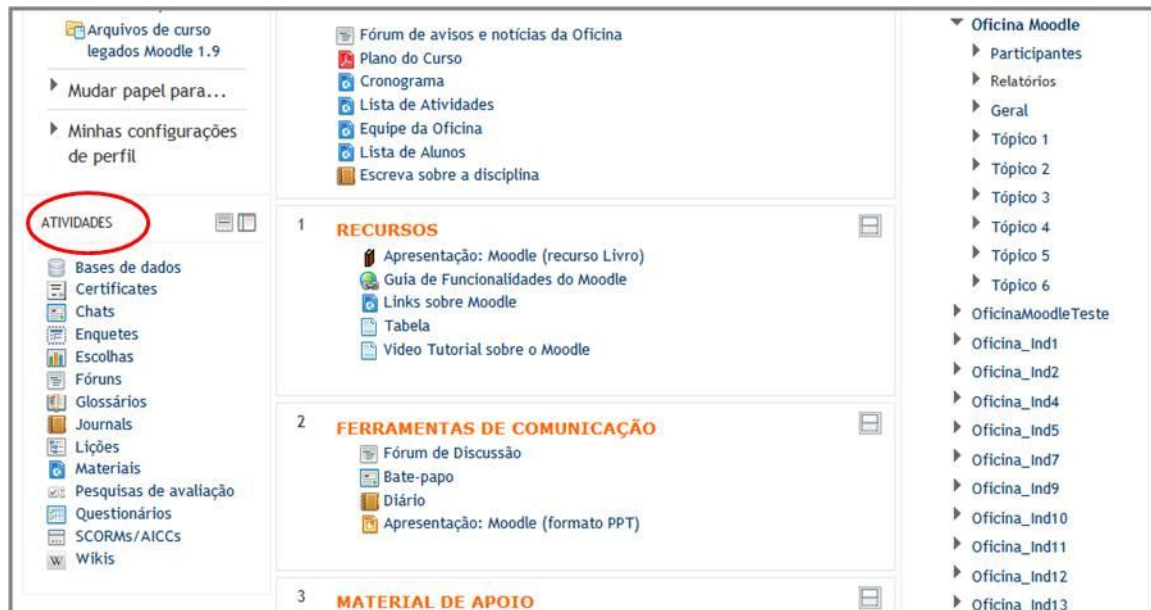 Arquivos de curso
legados Moodle 1.9
Mudar papel para...
Minhas configurações
de perfil
ATIVIDADES
Bases de dados
Certificates
Chats
Enquetes
Escolhas
Fóruns
Glossários
Journals
Lições
Materiais
Pesquisas de avaliação
Questionários
SCORMs/AICCs
W Wikis
Fórum de avisos e notícias da Oficina
Plano do Curso
Cronograma
Lista de Atividades
Equipe da Oficina
Lista de Alunos
Escreva sobre a disciplina
1 RECURSOS
Apresentação: Moodle (recurso Livro)
Guia de Funcionalidades do Moodle
Links sobre Moodle
Tabela
Video Tutorial sobre o Moodle
2 FERRAMENTAS DE COMUNICAÇÃO
Fórum de Discussão
Bate-papo
Diário
Apresentação: Moodle (formato PPT)
3 MATERIAL DE APOIO
Oficina Moodle
Participantes
Relatórios
Geral
Tópico 1
Tópico 2
Tópico 3
Tópico 4
Tópico 5
Tópico 6
OficinaMoodleTeste
Oficina_Ind1
Oficina_Ind2
Oficina_Ind4
Oficina_Ind5
Oficina_Ind7
Oficina_Ind9
Oficina_Ind10
Oficina_Ind11
Oficina_Ind12
Oficina_Ind13